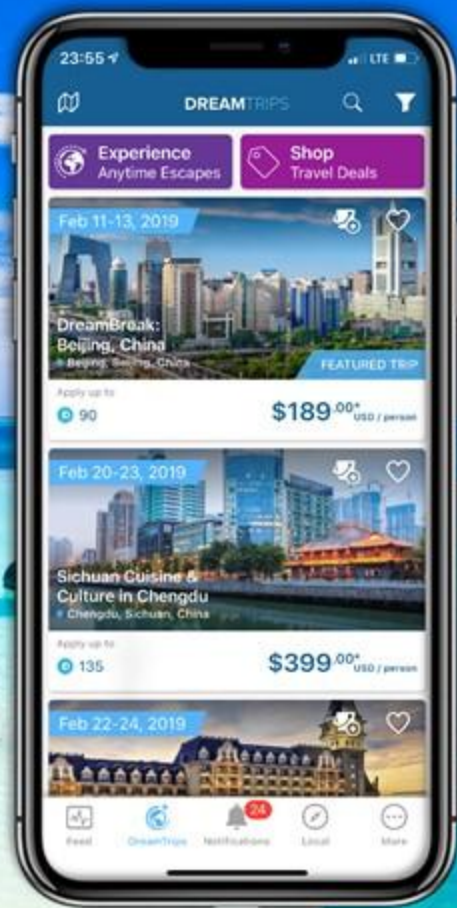 23:55
LTE
DREAMTRIPS
Experience
Anytime Escapes
Shop
Travel Deals
Feb 11-13, 2019
DreamBreak:
Beijing, China
Beijing, Beijing, China
FEATURED TRIP
Apply up to
90
$189.00*
USD / person
Feb 20-23, 2019
Sichuan Cuisine &
Culture in Chengdu
Chengdu, Sichuan, China
Apply up to
135
$399.00*
USD / person
Feb 22-24, 2019
24
Feed
DreamTrips
Notifications
Local
More